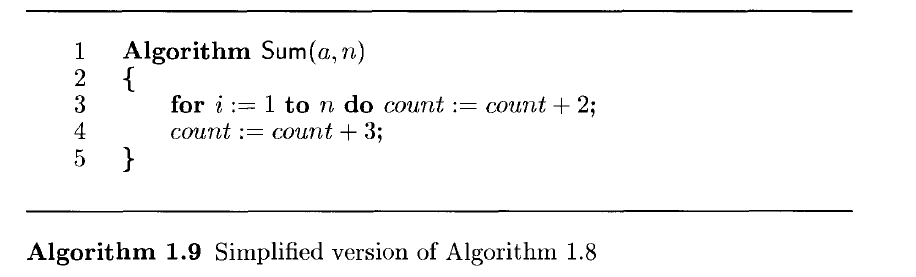 1 Algorithm Sum(a, n)
2 {
3 for i := 1 to n do count := count + 2;
4 count := count + 3;
5 }
Algorithm 1.9 Simplified version of Algorithm 1.8